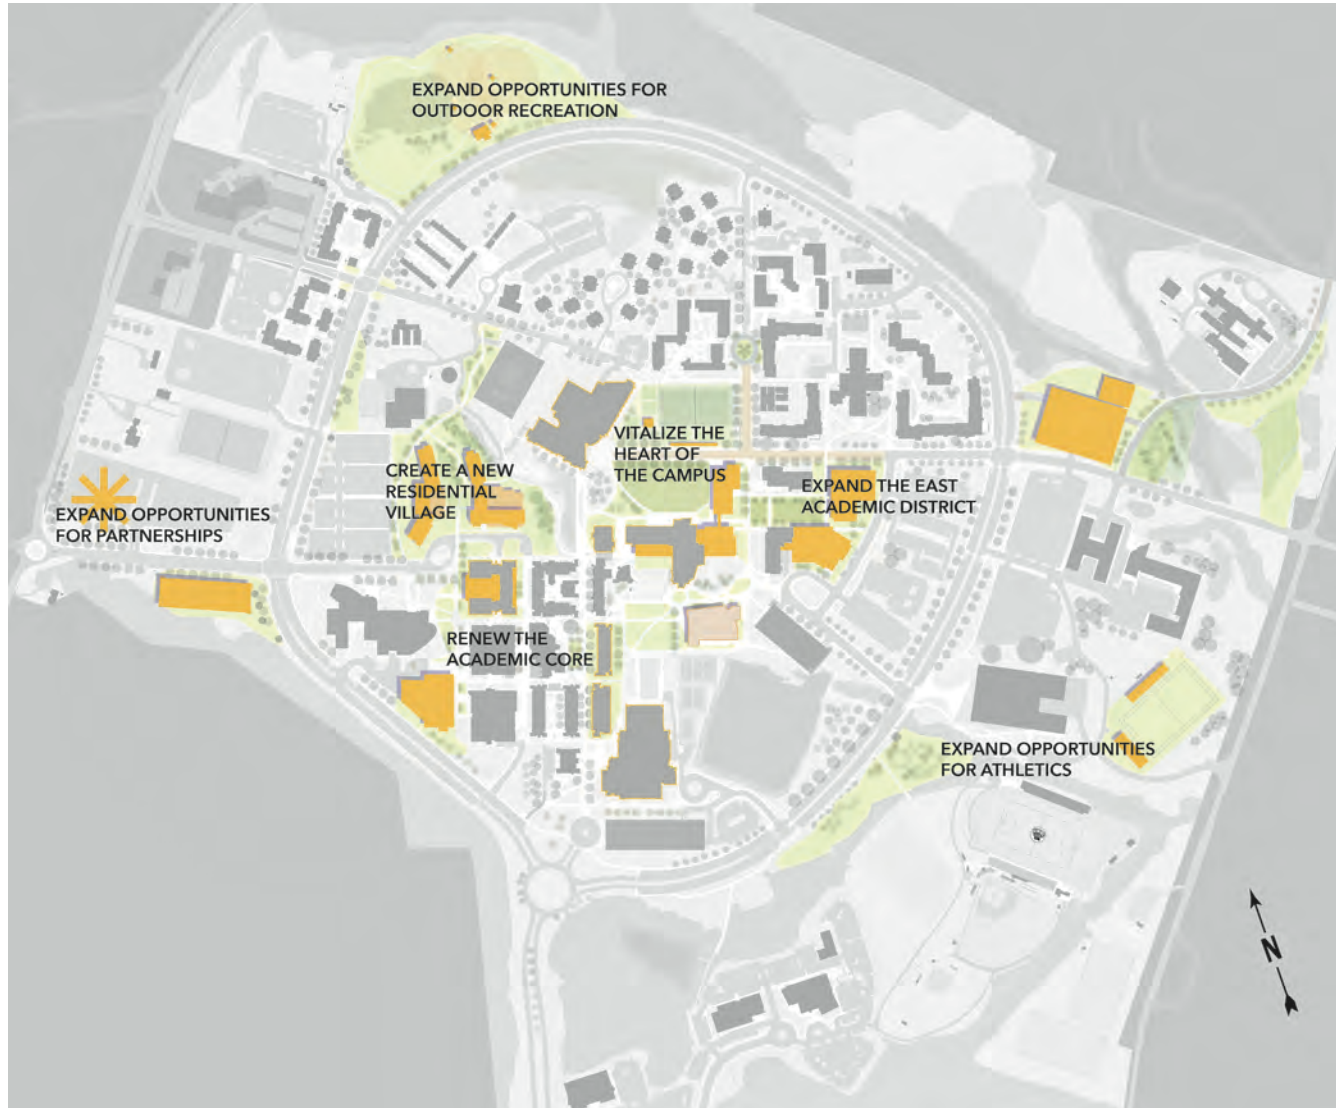 EXPAND OPPORTUNITIES FOR
OUTDOOR RECREATION
VITALIZE THE
HEART OF
THE CAMPUS
CREATE A NEW
RESIDENTIAL
VILLAGE
EXPAND THE EAST
ACADEMIC DISTRICT
EXPAND OPPORTUNITIES
FOR PARTNERSHIPS
RENEW THE
ACADEMIC CORE
EXPAND OPPORTUNITIES
FOR ATHLETICS
N